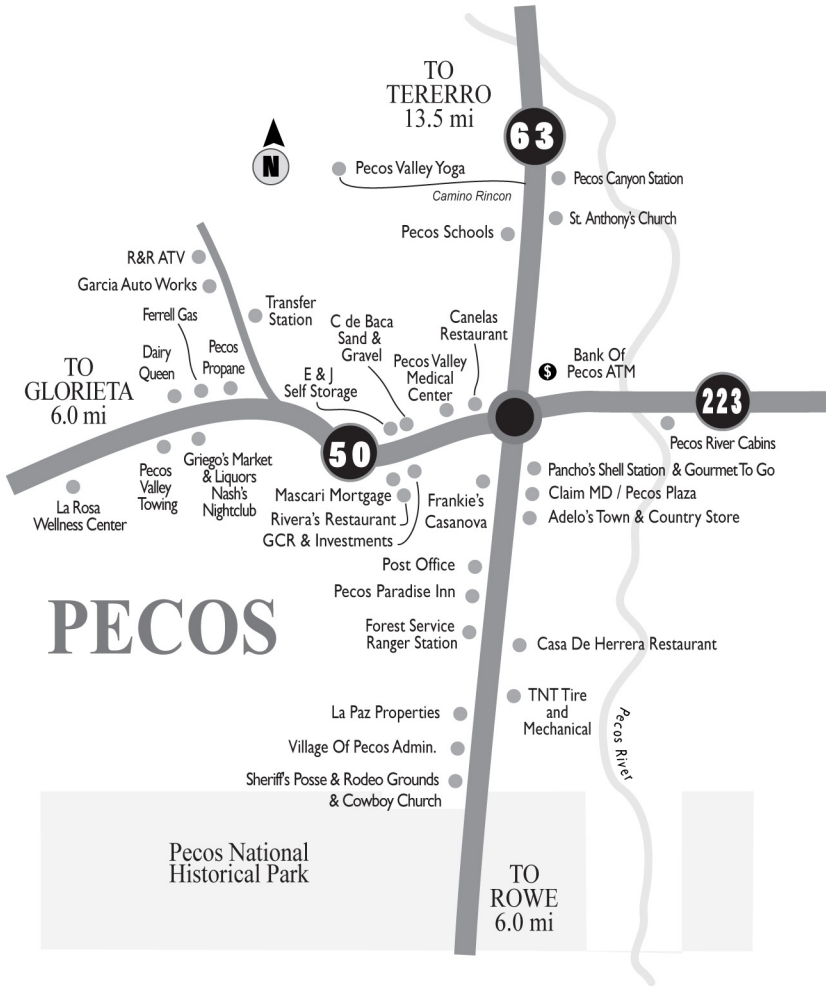 TO
TERERRO
13.5 mi
63
N
Pecos Valley Yoga
Camino Rincon
Pecos Canyon Station
St. Anthony's Church
Pecos Schools
R&R ATV
Garcia Auto Works
Ferrell Gas
Transfer
Station
Dairy
Queen
Pecos
Propane
C de Baca
Sand &
Gravel
E & J
Self Storage
Pecos Valley
Medical
Center
Canelas
Restaurant
$
Bank Of
Pecos ATM
TO
GLORIETA
6.0 mi
223
50
Pecos River Cabins
La Rosa
Wellness Center
Pecos
Valley
Towing
Griego's Market
& Liquors
Nash's
Nightclub
Mascari Mortgage
Rivera's Restaurant
GCR & Investments
Frankie's
Casanova
Pancho's Shell Station & Gourmet To Go
Claim MD / Pecos Plaza
Adelo's Town & Country Store
Post Office
Pecos Paradise Inn
Forest Service
Ranger Station
PECOS
Casa De Herrera Restaurant
TNT Tire
and
Mechanical
La Paz Properties
Village Of Pecos Admin.
Sheriff's Posse & Rodeo Grounds
& Cowboy Church
Pecos River
Pecos National
Historical Park
TO
ROWE
6.0 mi